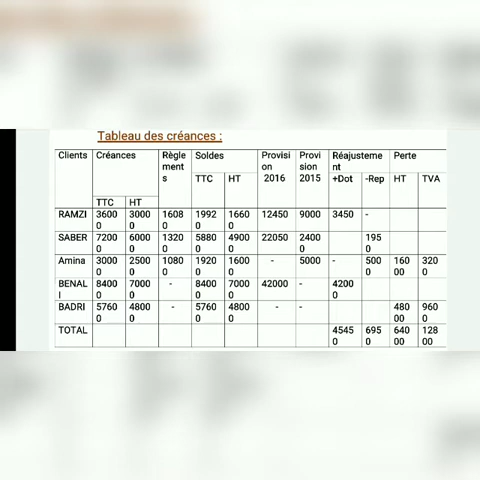 Tableau des créances :
Clients Créances Règlements Soldes Provision 2016 Provision 2015 Réajustement Perte
TTC HT TTC HT +Dot -Rep HT TVA
RAMZI 36000 30000 16080 19920 16600 12450 9000 3450 -
SABER 72000 60000 13200 58800 49000 22050 24000 1950
Amina 30000 25000 10800 19200 16000 - 5000 - 5000 16000 3200
BENALI 84000 70000 - 84000 70000 42000 - 42000
BADRI 57600 48000 - 57600 48000 - - 48000 9600
TOTAL 45450 6950 64000 12800